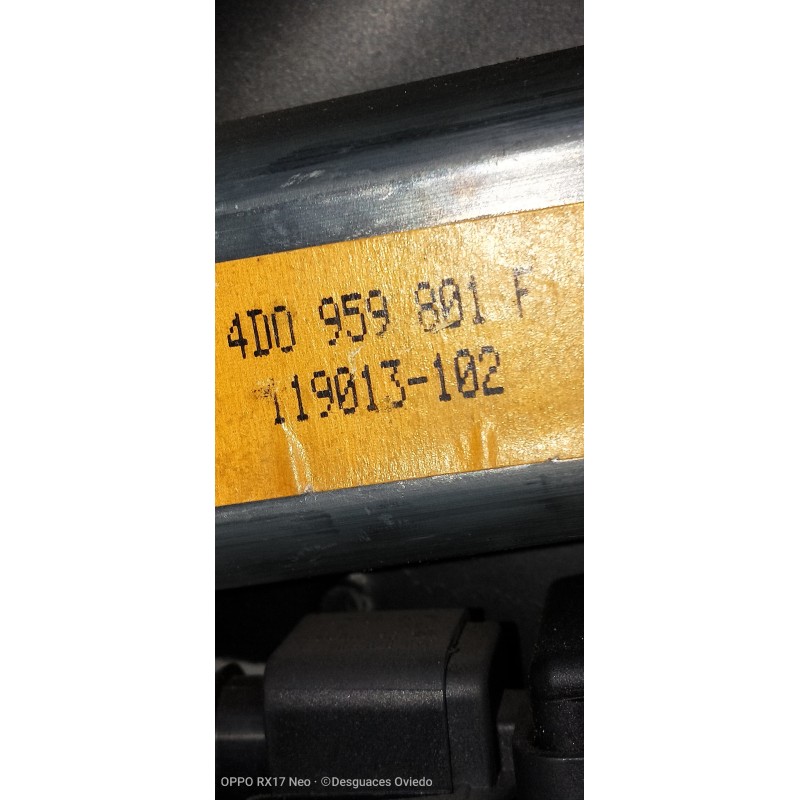 4D0 959 801 F
119013-102
OPPO RX17 Neo · ©Desguaces Oviedo